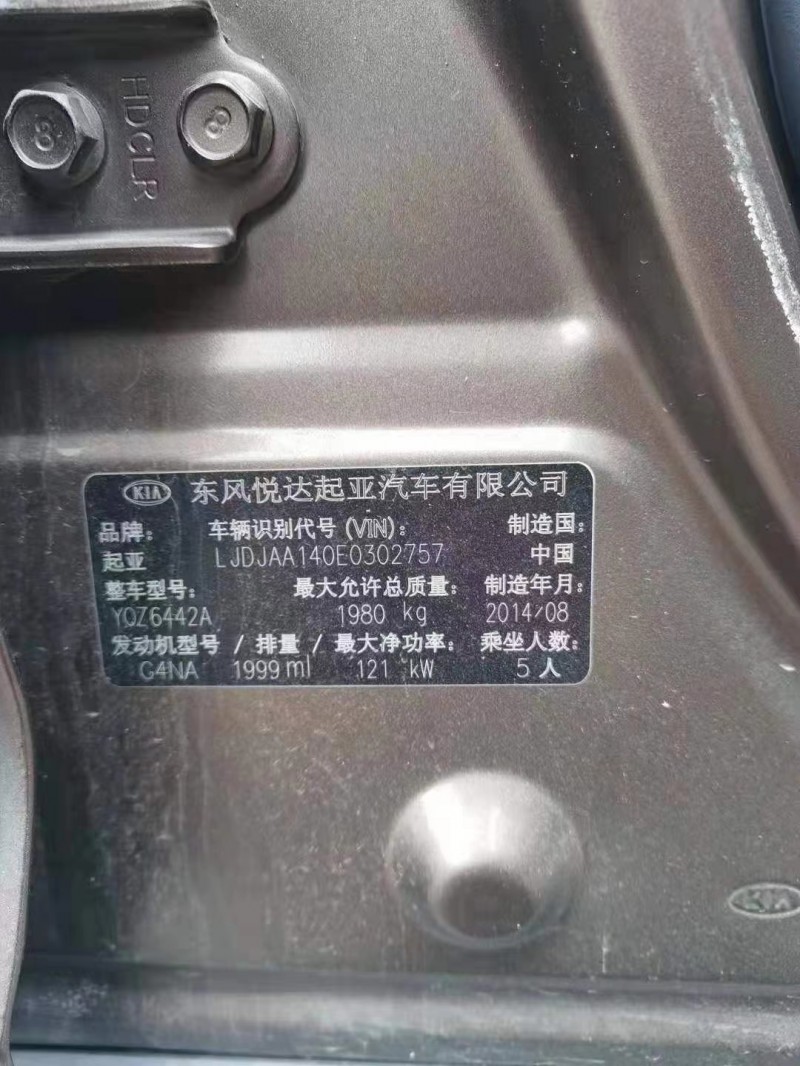 8
HDCLR
8
KIA 东风悦达起亚汽车有限公司
品牌： 车辆识别代号 (VIN)： 制造国：
起亚 LJDJAA140E0302757 中国
整车型号： 最大允许总质量： 制造年月：
YQZ6442A 1980 kg 2014/08
发动机型号 / 排量 / 最大净功率： 乘坐人数：
G4NA 1999 ml 121 kW 5 人
KIA